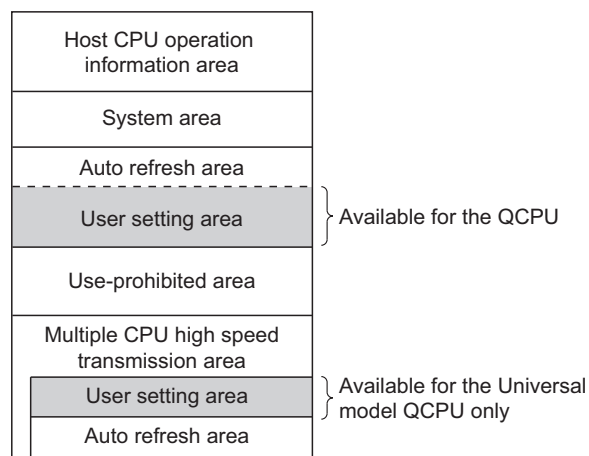 Host CPU operation
information area
System area
Auto refresh area
User setting area
Available for the QCPU
Use-prohibited area
Multiple CPU high speed
transmission area
User setting area
Available for the Universal
model QCPU only
Auto refresh area